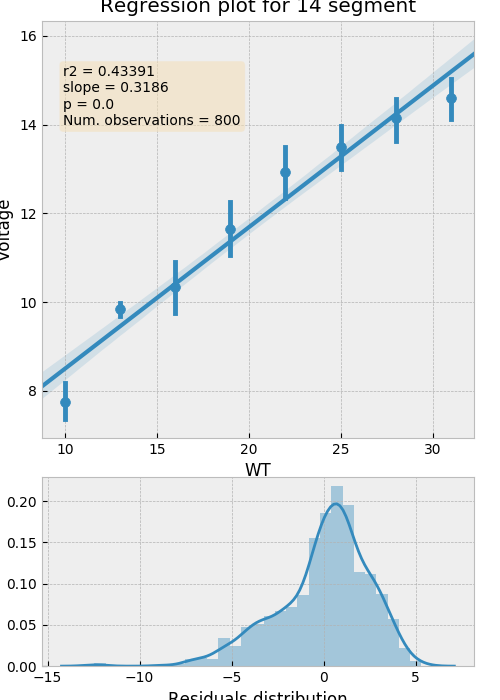 Regression plot for 14 segment
16
14
12
10
8
voltage
r2 = 0.43391
slope = 0.3186
p = 0.0
Num. observations = 800
10 15 20 25 30
WT
0.20
0.15
0.10
0.05
0.00
−15 −10 −5 0 5
Residuals distribution